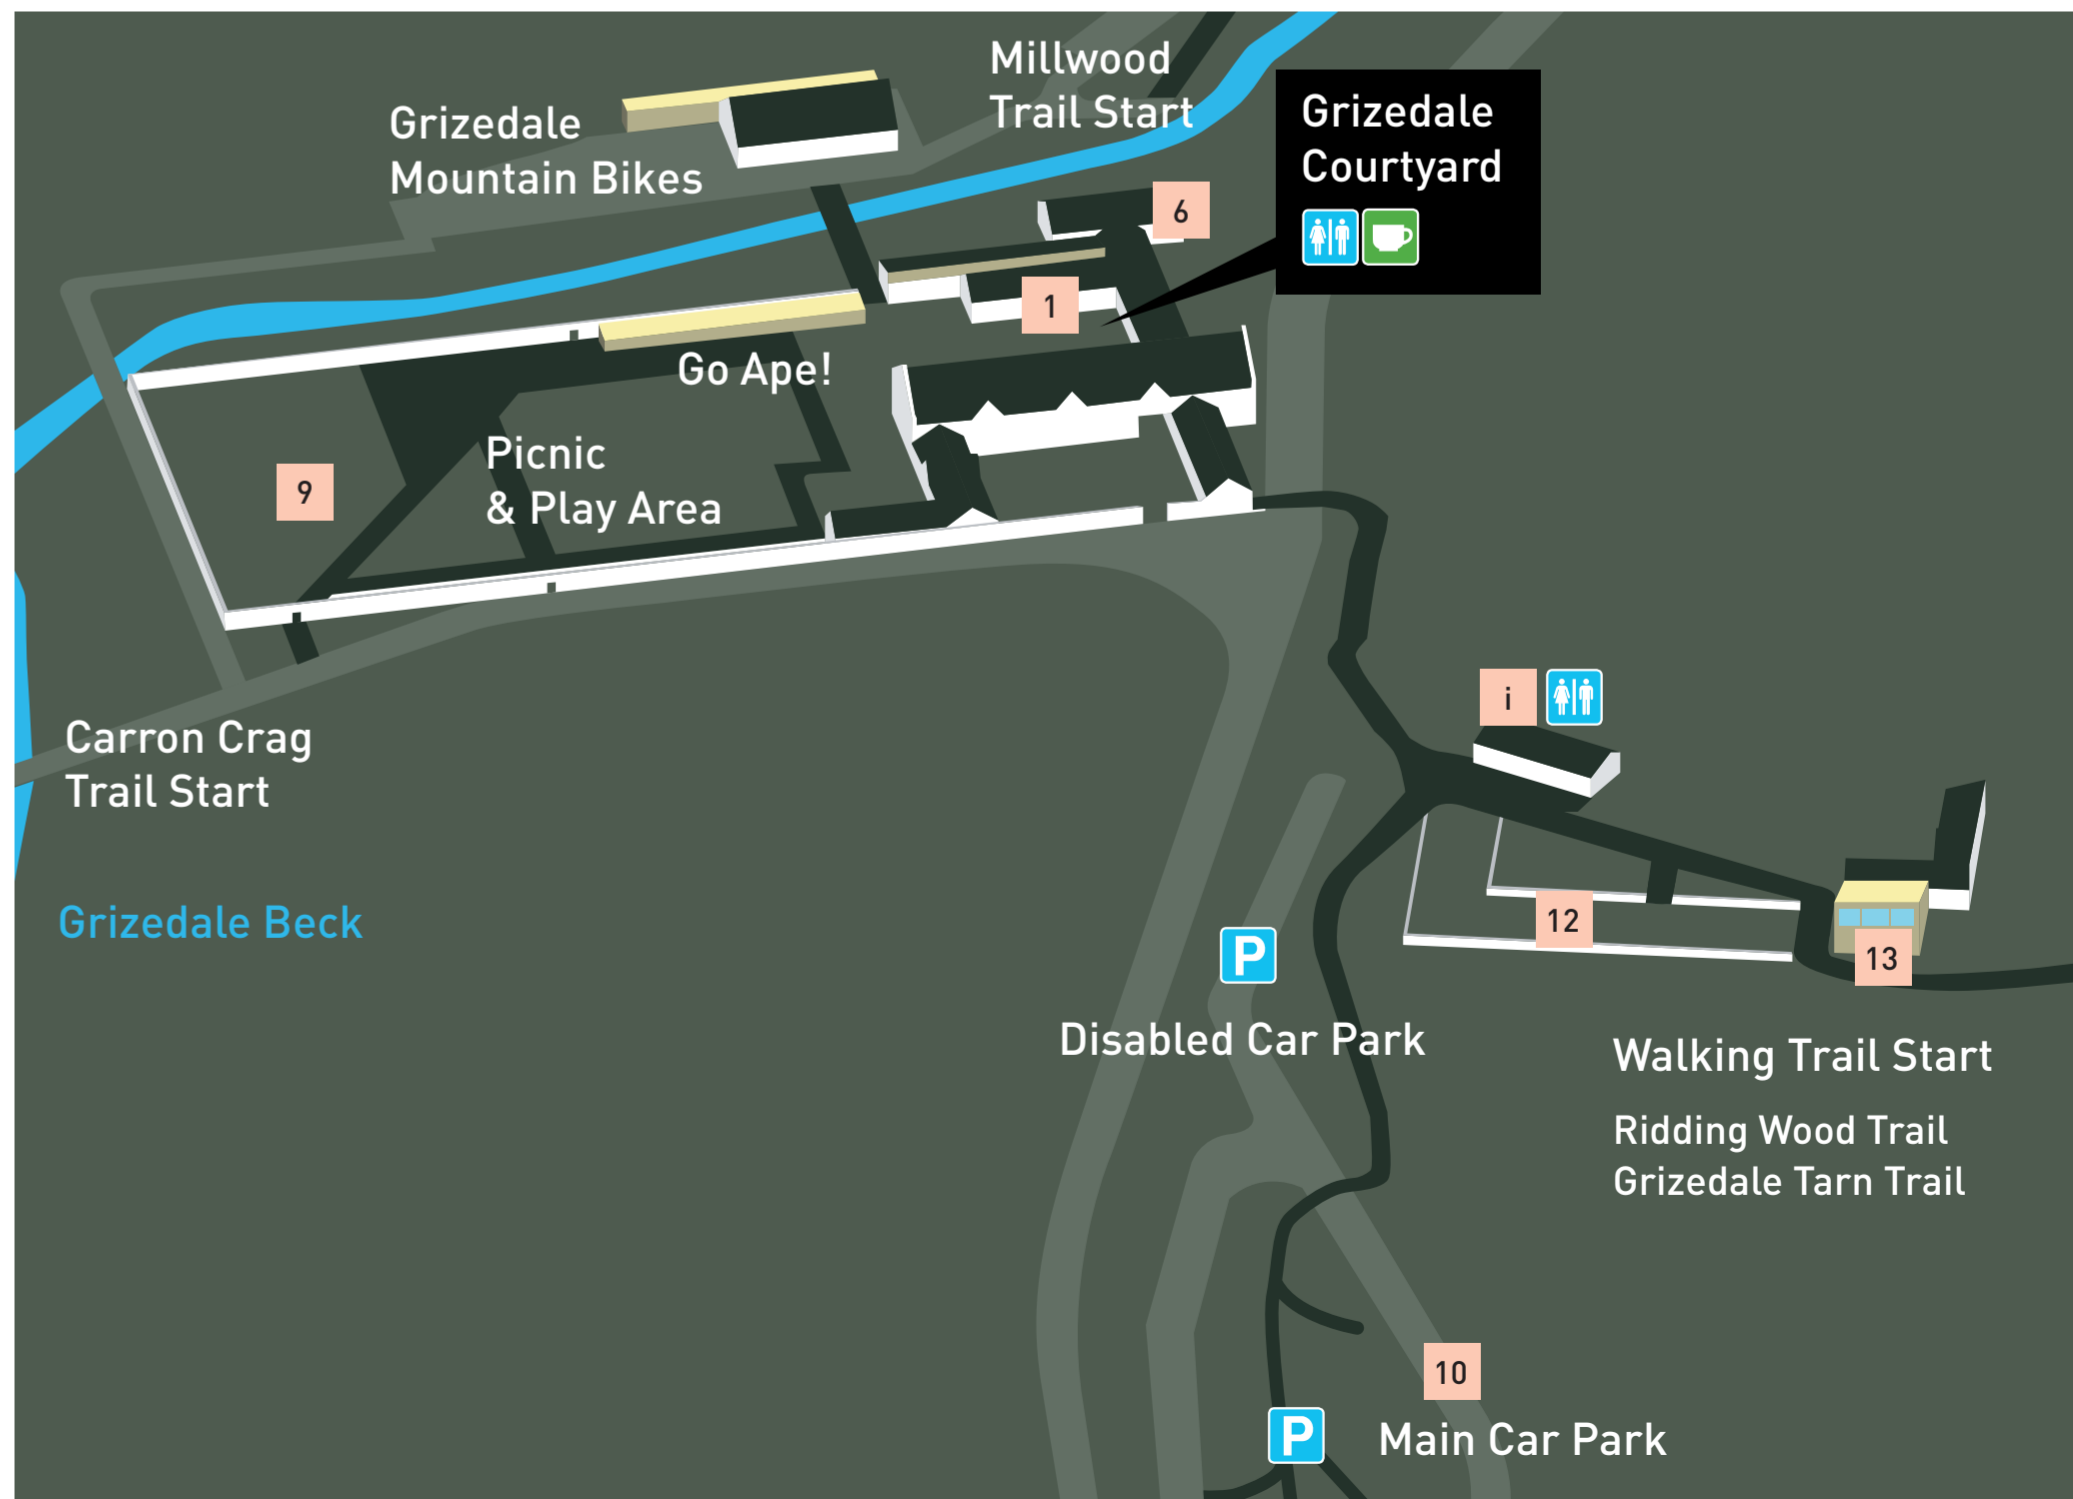 Millwood
Trail Start
Grizedale
Mountain Bikes
Grizedale
Courtyard
6
1
Go Ape!
Picnic
& Play Area
9
i
Carron Crag
Trail Start
Grizedale Beck
12
13
P
Disabled Car Park
Walking Trail Start
Ridding Wood Trail
Grizedale Tarn Trail
10
P
Main Car Park